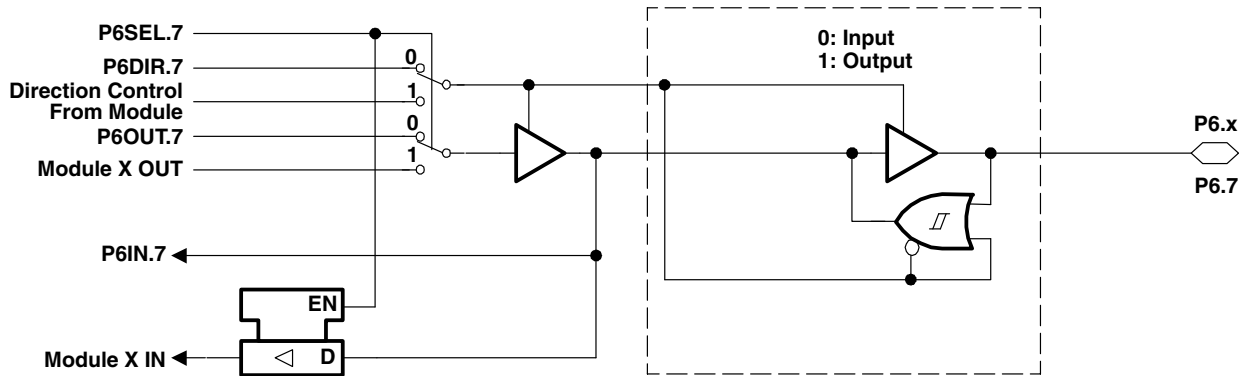 P6SEL.7
P6DIR.7
Direction Control
From Module
P6OUT.7
Module X OUT
0
1
0
1
0: Input
1: Output
P6.x
P6.7
P6IN.7
EN
D
Module X IN